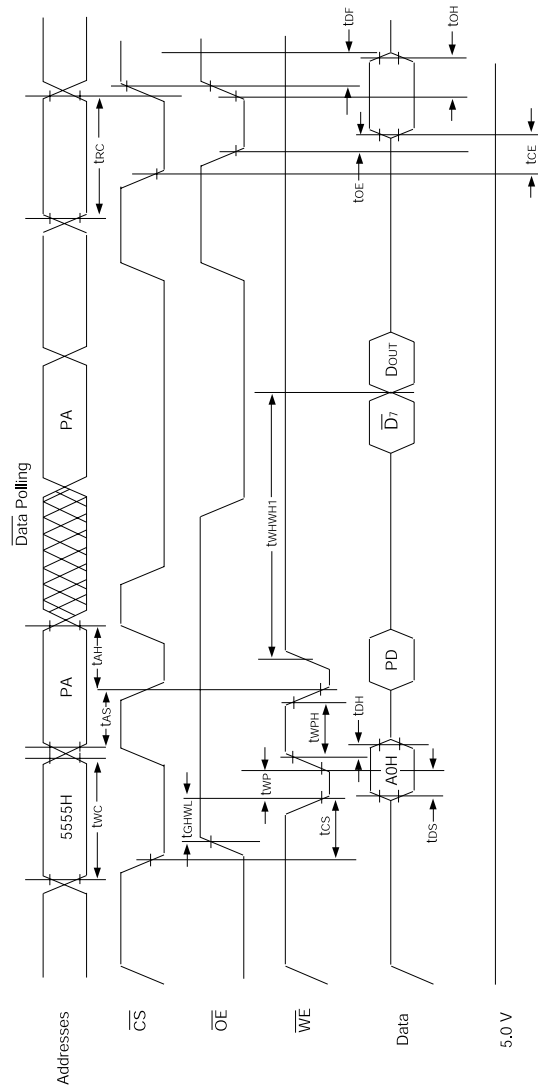 Data Polling
Addresses
5555H
PA
PA
tWC
tAS
tAH
tRC
CS
OE
tGHWL
WE
tWP
tCS
tWPH
tDH
tWHWH1
tOE
tDF
Data
A0H
PD
D7
DOUT
tDS
tOH
tCE
5.0 V